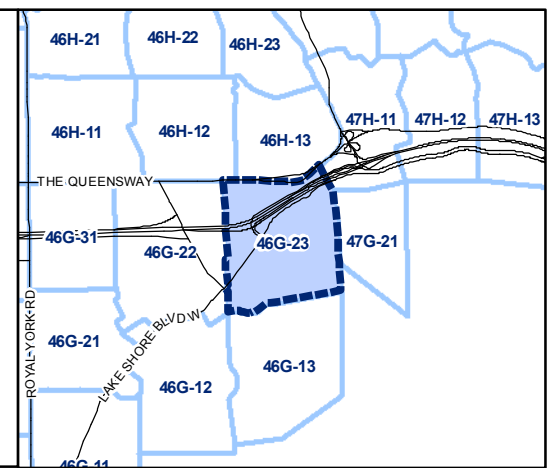 46H-21
46H-22
46H-23
46H-11
46H-12
46H-13
47H-11
47H-12
47H-13
THE QUEENSWAY
46G-31
46G-22
46G-23
47G-21
ROYAL YORK RD
LAKE SHORE BLVD W
46G-21
46G-12
46G-13
46G-11